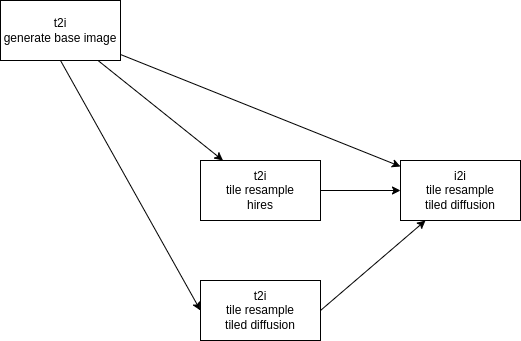 t2i
generate base image
t2i
tile resample
hires
i2i
tile resample
tiled diffusion
t2i
tile resample
tiled diffusion